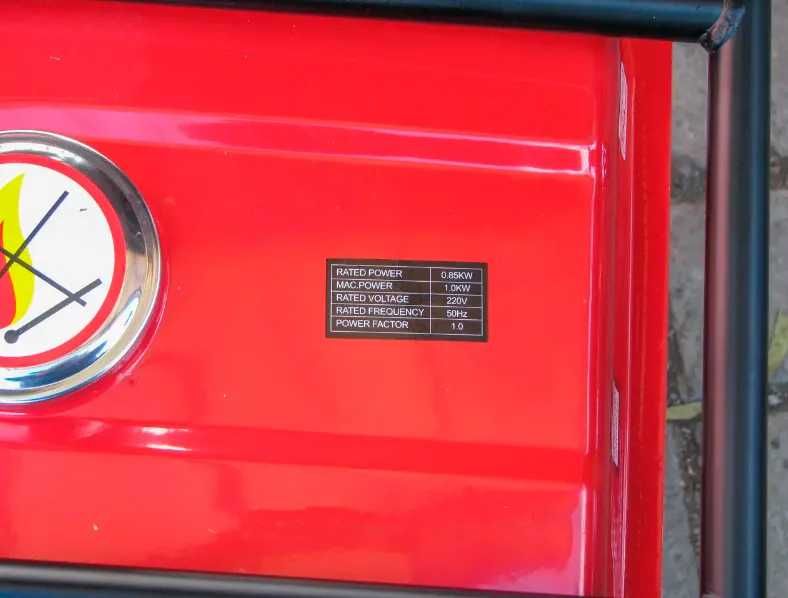 RATED POWER 0.85KW
MAC.POWER 1.0KW
RATED VOLTAGE 220V
RATED FREQUENCY 50Hz
POWER FACTOR 1.0